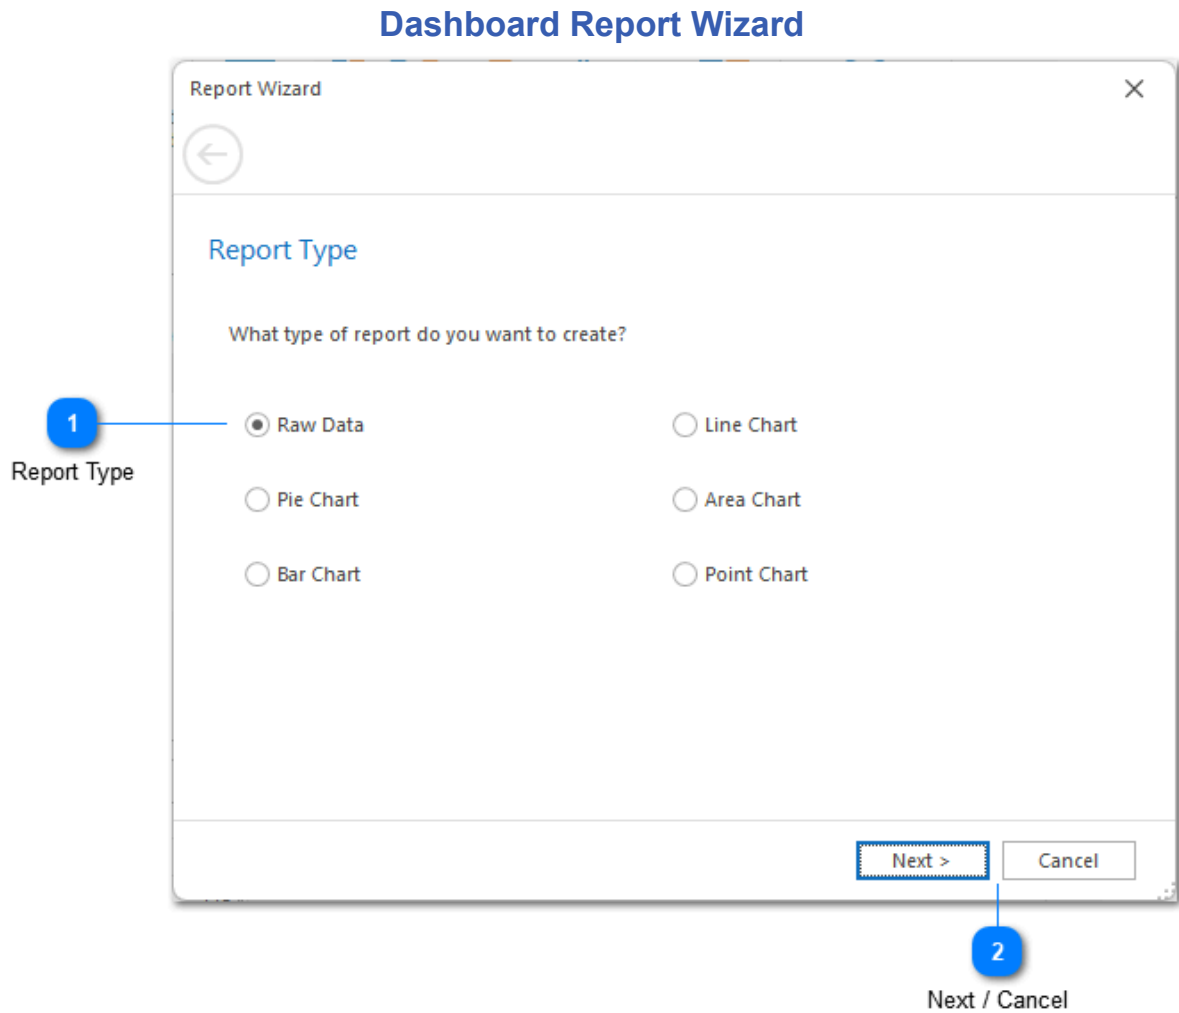 Dashboard Report Wizard
Report Wizard
Report Type
What type of report do you want to create?
1
Report Type
Raw Data
Line Chart
Pie Chart
Area Chart
Bar Chart
Point Chart
Next >
Cancel
2
Next / Cancel